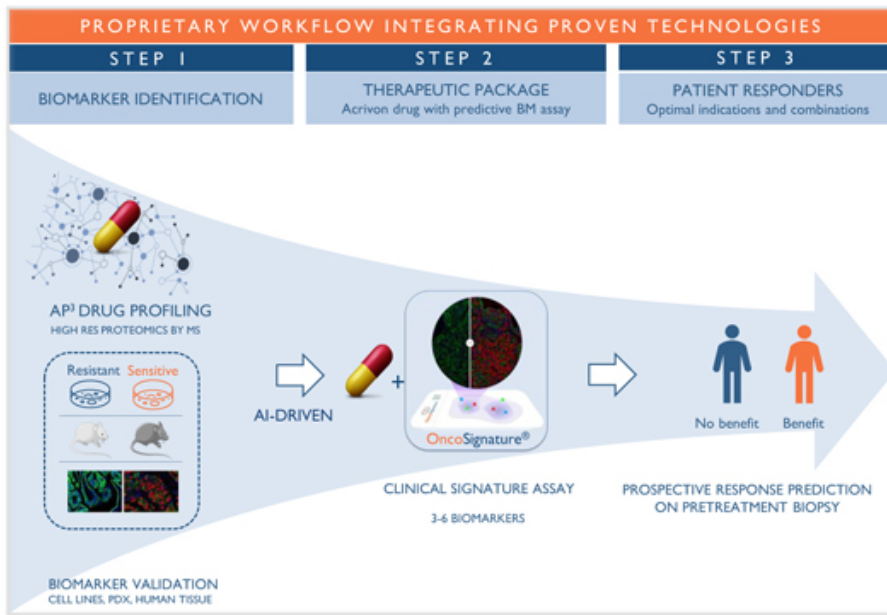 PROPRIETARY WORKFLOW INTEGRATING PROVEN TECHNOLOGIES
STEP 1
BIOMARKER IDENTIFICATION
STEP 2
THERAPEUTIC PACKAGE
Acrivon drug with predictive BM assay
STEP 3
PATIENT RESPONDERS
Optimal indications and combinations
AP³ DRUG PROFILING
HIGH RES PROTEOMICS BY MS
Resistant Sensitive
BIOMARKER VALIDATION
CELL LINES, PDX, HUMAN TISSUE
AI-DRIVEN
+
OncoSignature®
CLINICAL SIGNATURE ASSAY
3-6 BIOMARKERS
No benefit Benefit
PROSPECTIVE RESPONSE PREDICTION
ON PRETREATMENT BIOPSY